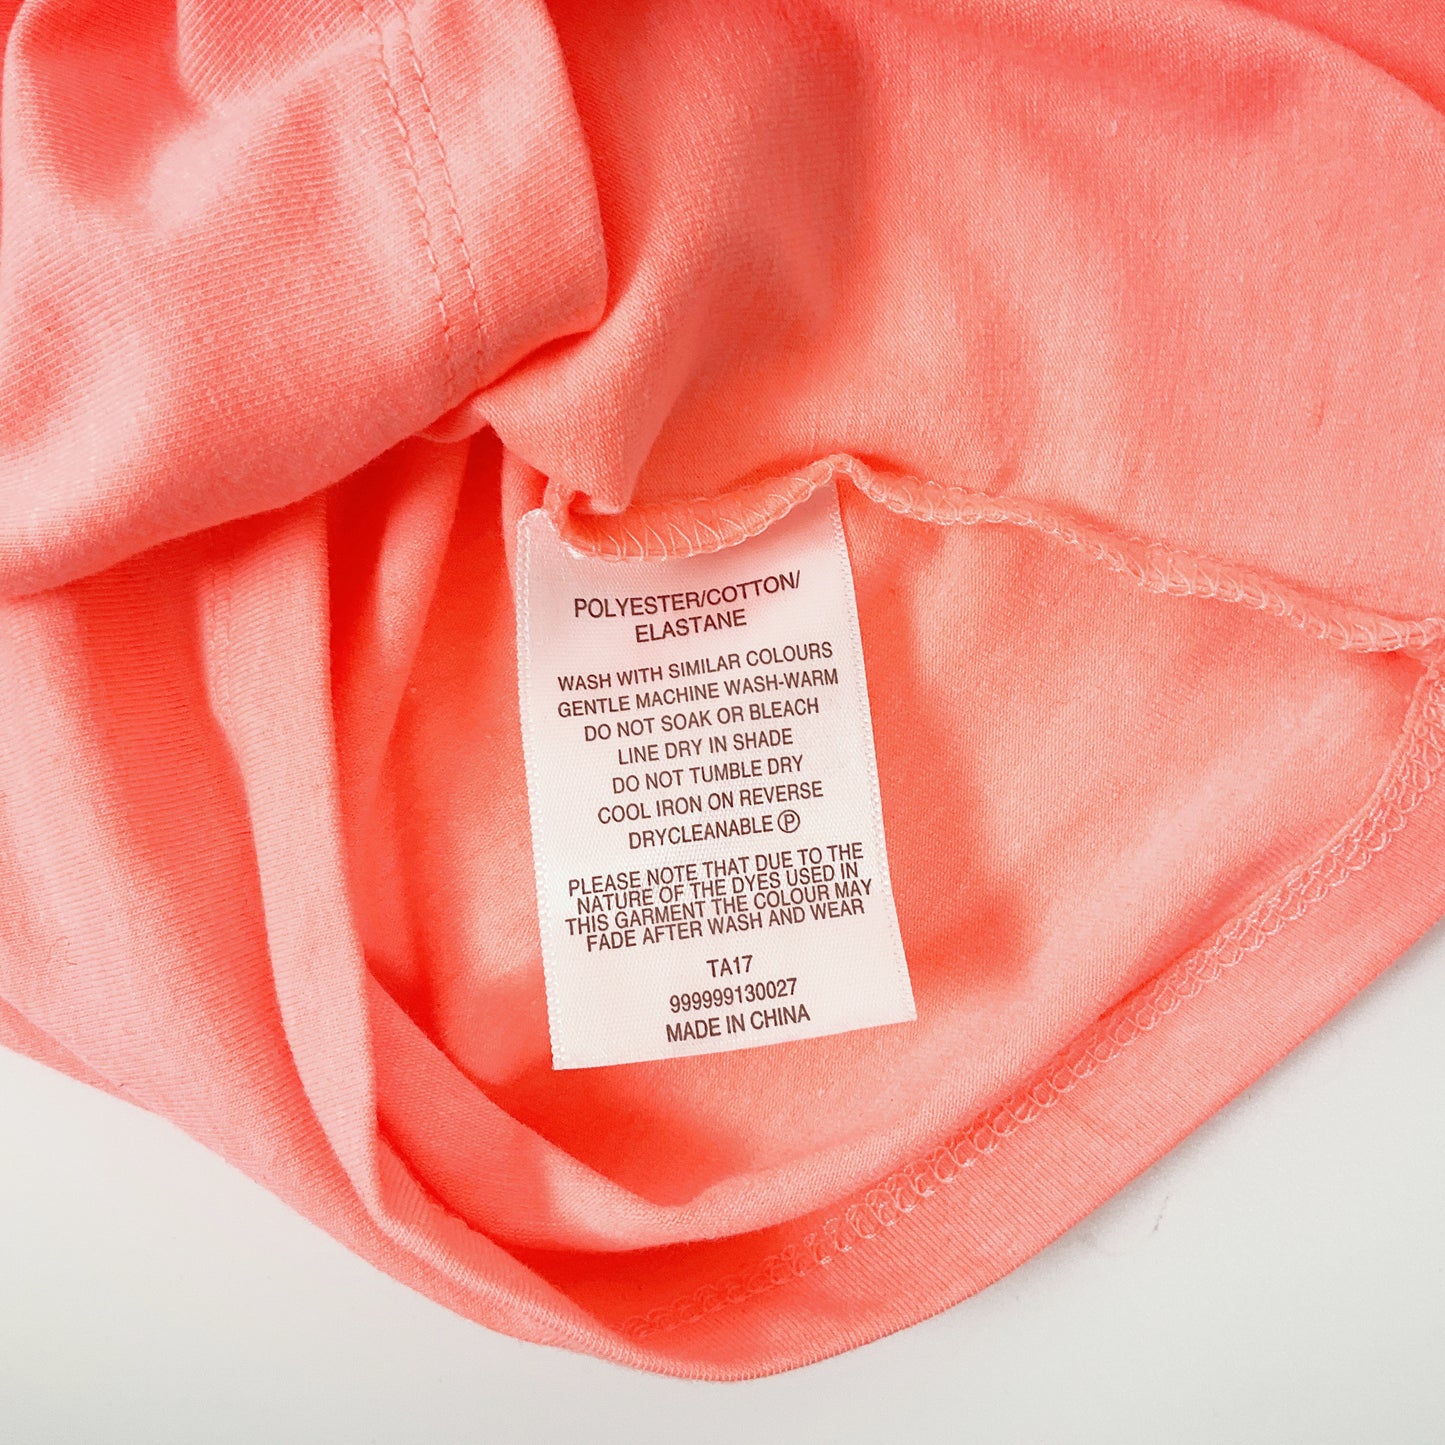 POLYESTER/COTTON/
ELASTANE
WASH WITH SIMILAR COLOURS
GENTLE MACHINE WASH-WARM
DO NOT SOAK OR BLEACH
LINE DRY IN SHADE
DO NOT TUMBLE DRY
COOL IRON ON REVERSE
DRYCLEANABLE Ⓟ
PLEASE NOTE THAT DUE TO THE
NATURE OF THE DYES USED IN
THIS GARMENT THE COLOUR MAY
FADE AFTER WASH AND WEAR
TA17
999999130027
MADE IN CHINA